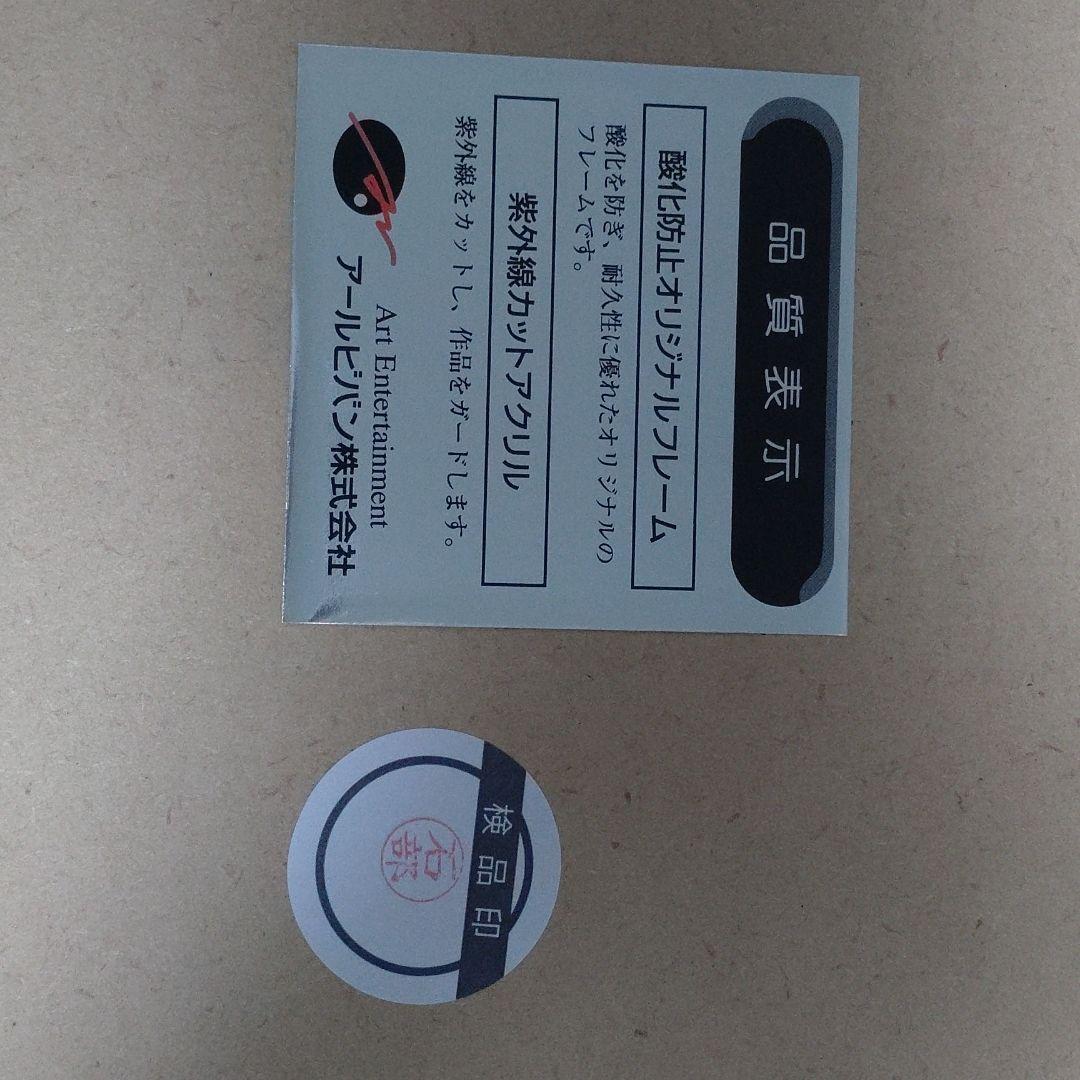 品質表示
酸化防止オリジナルフレーム
酸化を防ぎ、耐久性に優れたオリジナルの
フレームです。
紫外線カットアクリル
紫外線をカットし、作品をガードします。
Art Entertainment
アールビバン株式会社
検品印
石部